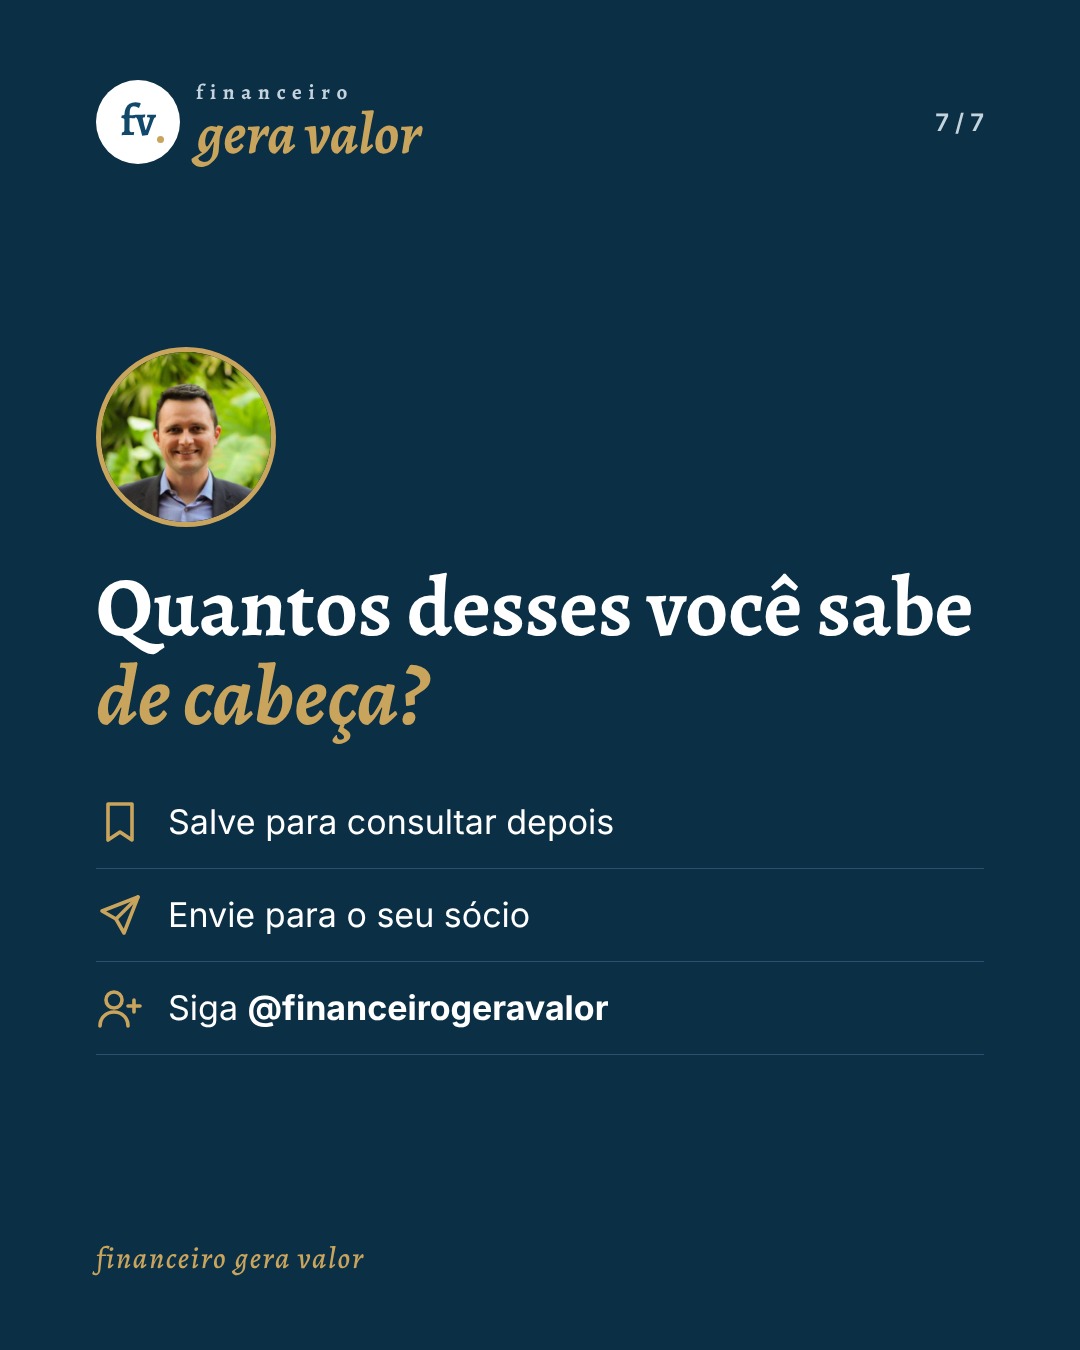 fv.
financeiro
gera valor
7 / 7
Quantos desses você sabe
de cabeça?
Salve para consultar depois
Envie para o seu sócio
Siga @financeirogeravalor
financeiro gera valor